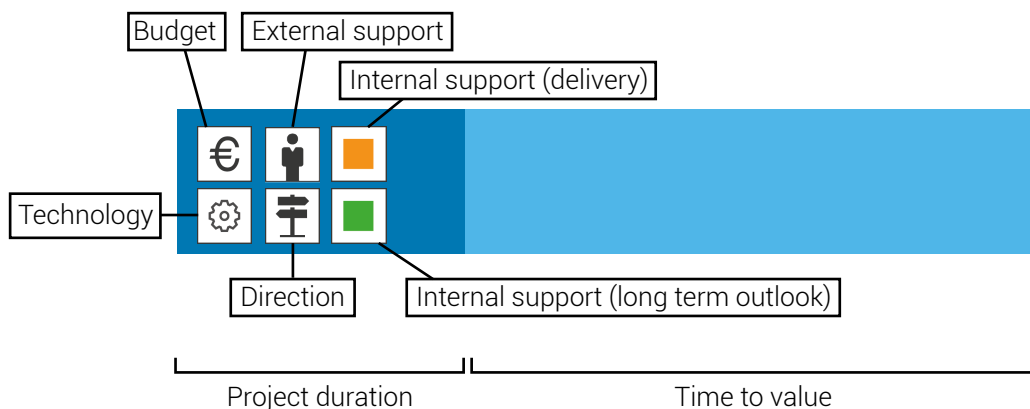 Budget
External support
Internal support (delivery)
€
Technology
Direction
Internal support (long term outlook)
Project duration
Time to value